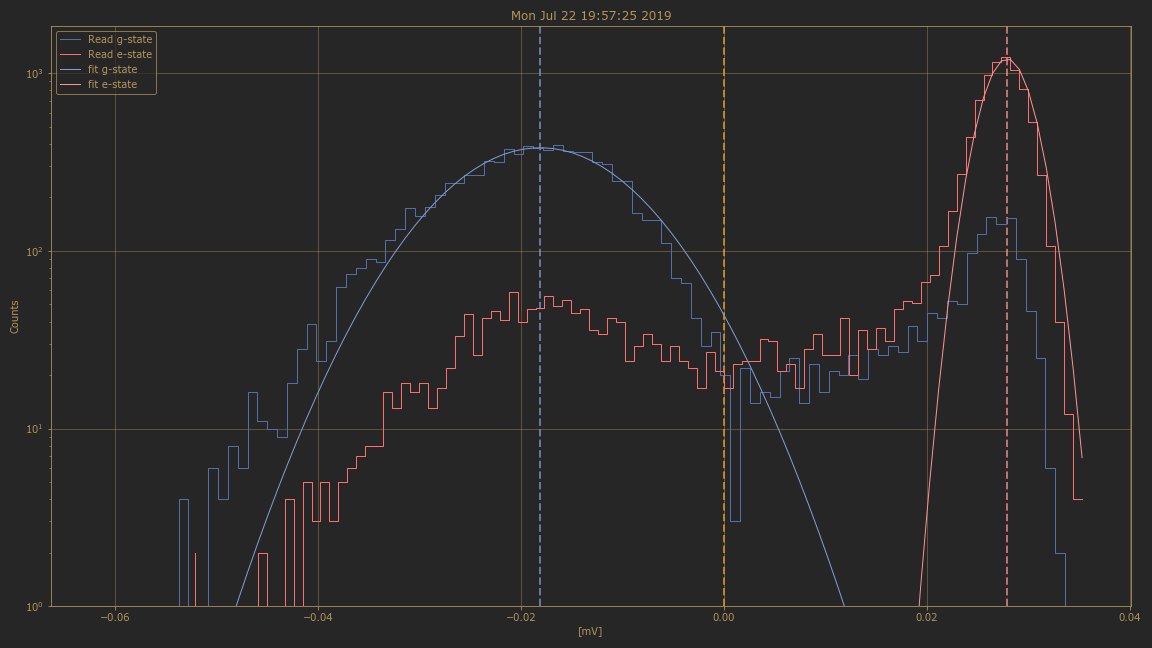 Mon Jul 22 19:57:25 2019
Read g-state
Read e-state
fit g-state
fit e-state
Counts
10³
10²
10¹
10⁰
−0.06 −0.04 −0.02 0.00 0.02 0.04
[mV]